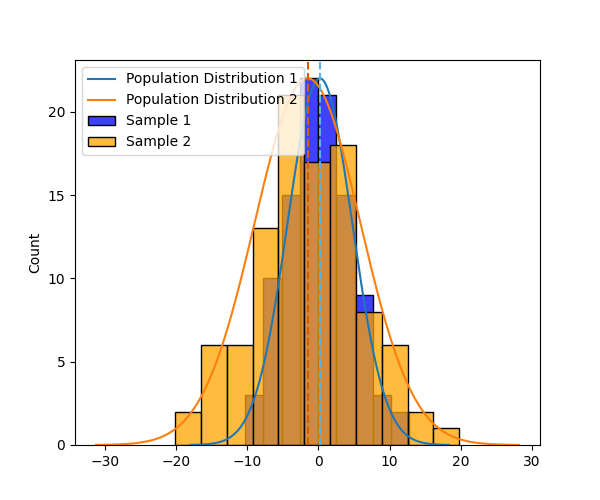 Population Distribution 1
Population Distribution 2
Sample 1
Sample 2
Count
20
15
10
5
0
−30
−20
−10
0
10
20
30